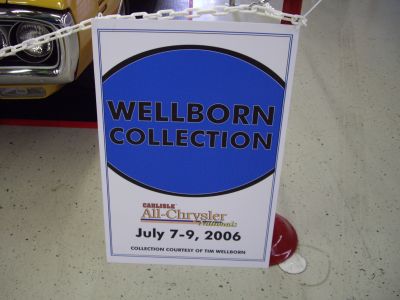 WELLBORN
COLLECTION
CARLISLE
All-Chrysler
Nationals
July 7-9, 2006
COLLECTION COURTESY OF TIM WELLBORN